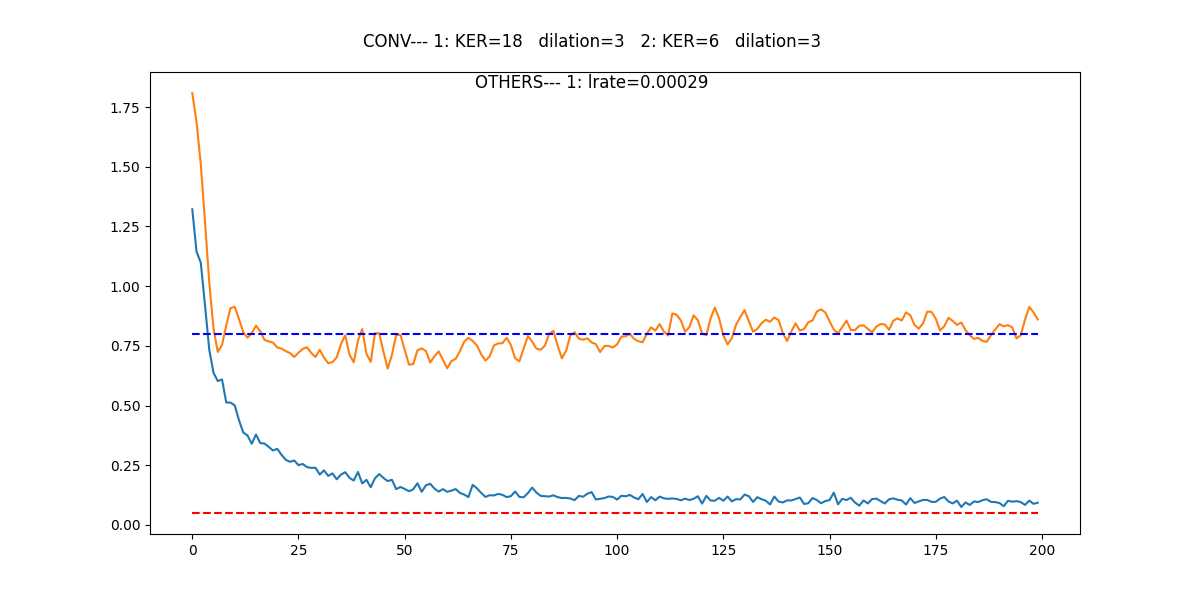 CONV--- 1: KER=18   dilation=3   2: KER=6   dilation=3
OTHERS--- 1: lrate=0.00029
1.75
1.50
1.25
1.00
0.75
0.50
0.25
0.00
0 25 50 75 100 125 150 175 200